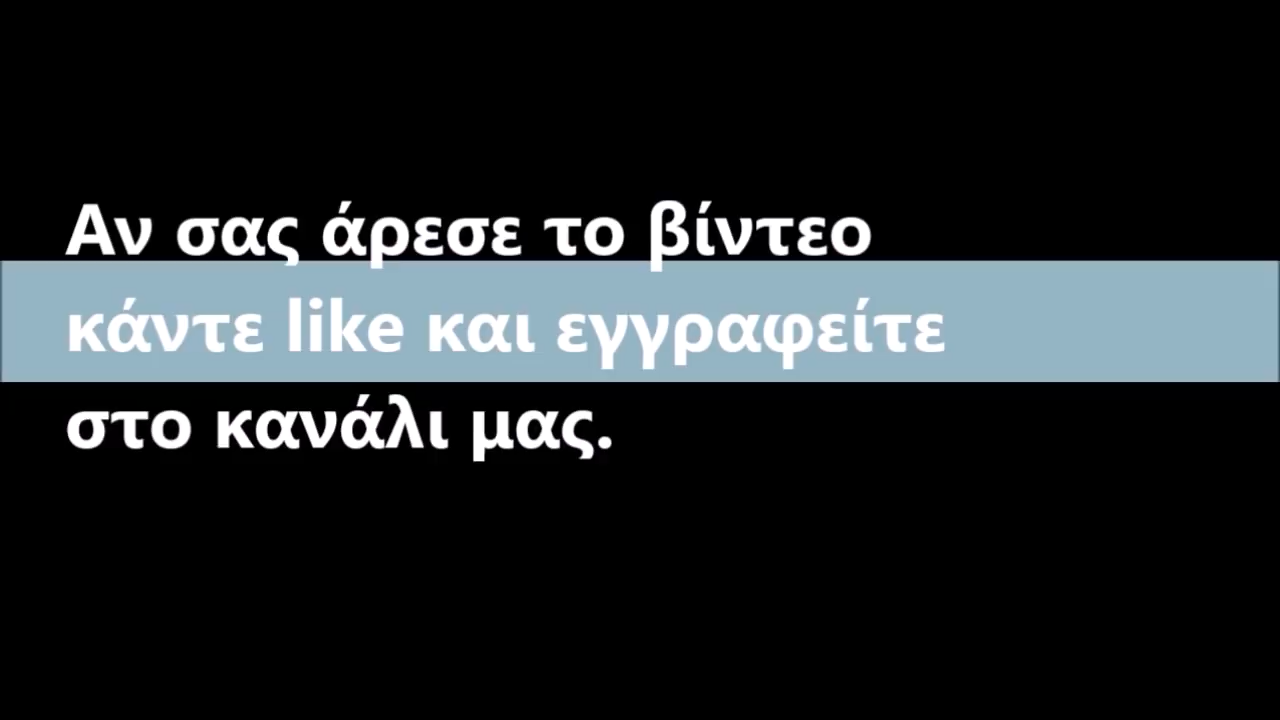 Αν σας άρεσε το βίντεο
κάντε like και εγγραφείτε
στο κανάλι μας.